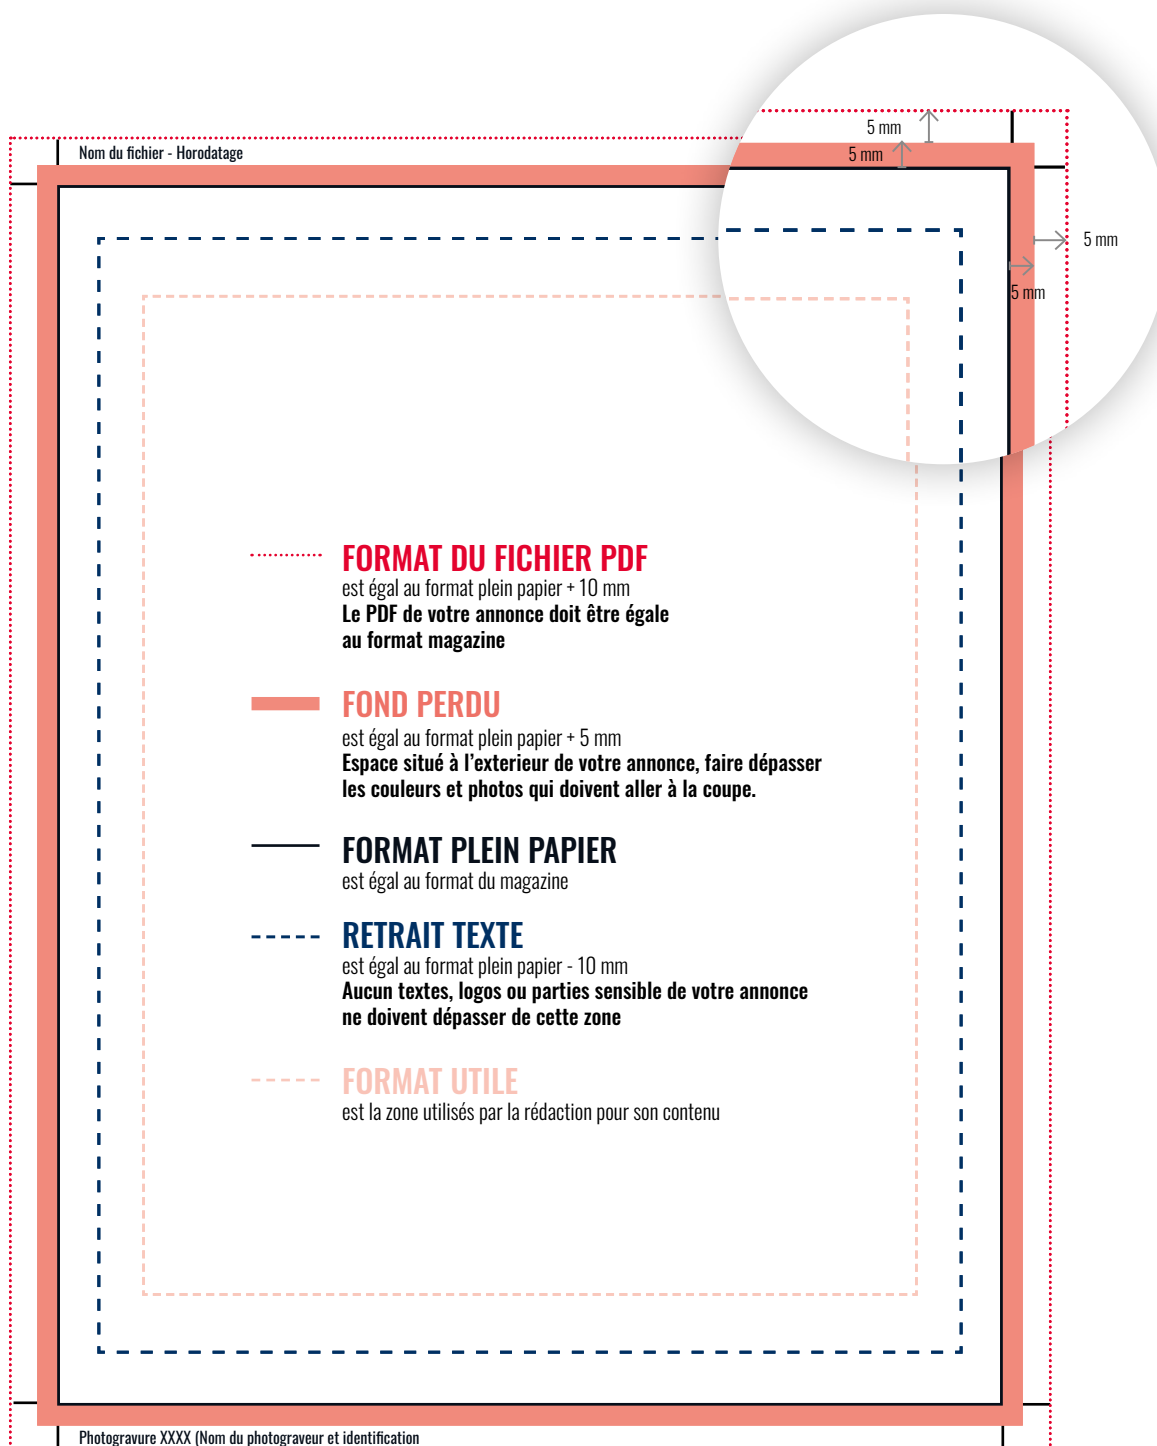 5 mm
Nom du fichier - Horodatage
5 mm
5 mm
5 mm
FORMAT DU FICHIER PDF
est égal au format plein papier + 10 mm
Le PDF de votre annonce doit être égale
au format magazine
FOND PERDU
est égal au format plein papier + 5 mm
Espace situé à l'exterieur de votre annonce, faire dépasser
les couleurs et photos qui doivent aller à la coupe.
FORMAT PLEIN PAPIER
est égal au format du magazine
RETRAIT TEXTE
est égal au format plein papier - 10 mm
Aucun textes, logos ou parties sensible de votre annonce
ne doivent dépasser de cette zone
FORMAT UTILE
est la zone utilisés par la rédaction pour son contenu
Photogravure XXXX (Nom du photograveur et identification